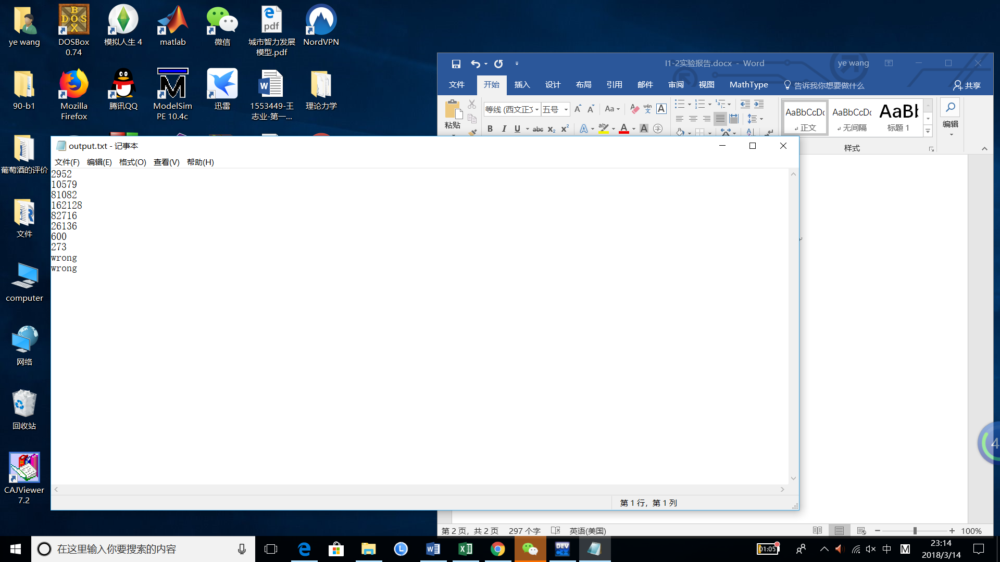 ye wang
DOSBox
0.74
模拟人生 4
matlab
微信
城市智力发展
模型.pdf
NordVPN
90-b1
Mozilla
Firefox
腾讯QQ
ModelSim
PE 10.4c
迅雷
1553449-王
志业-第一...
理论力学
葡萄酒的评价
文件
computer
网络
回收站
CAJViewer
7.2
I1-2实验报告.docx - Word
ye wang
文件 开始 插入 设计 布局 引用 邮件 审阅 视图 MathType 告诉我你想要做什么 共享
粘贴
等线 (西文正文
五号
AaBbCcDc AaBbCcDc AaBb
正文 无间隔 标题 1
编辑
样式
output.txt - 记事本
文件(F) 编辑(E) 格式(O) 查看(V) 帮助(H)
2952
10579
81082
162128
82716
26136
600
273
wrong
wrong
第 1 行，第 1 列
第 2 页，共 2 页 297 个字 英语(美国) 100%
在这里输入你要搜索的内容
01:05
中
M
23:14
2018/3/14